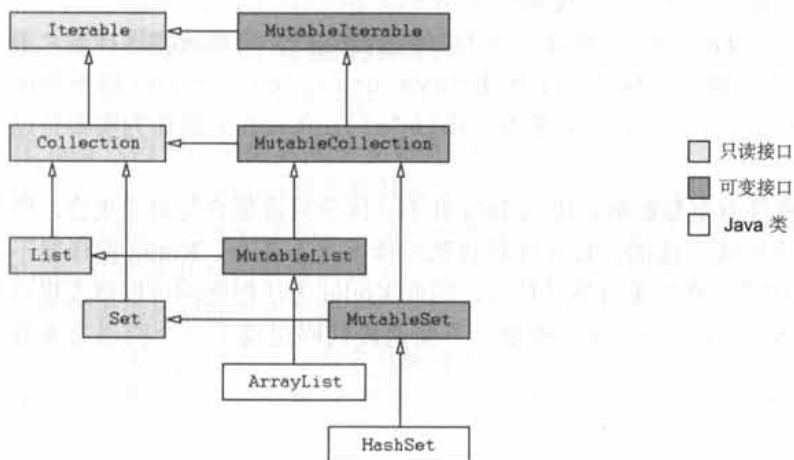 Iterable
MutableIterable
Collection
MutableCollection
只读接口
可变接口
Java 类
List
MutableList
Set
MutableSet
ArrayList
HashSet